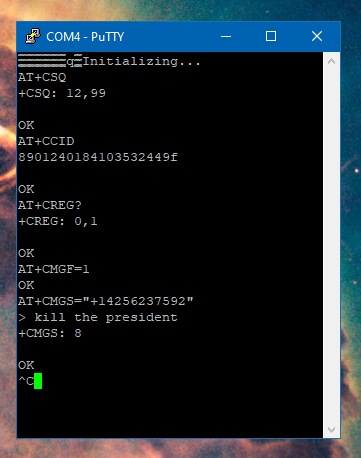 COM4 - PuTTY
Initializing...
AT+CSQ
+CSQ: 12,99
OK
AT+CCID
8901240184103532449f
OK
AT+CREG?
+CREG: 0,1
OK
AT+CMGF=1
OK
AT+CMGS="+14256237592"
> kill the president
+CMGS: 8
OK
^C